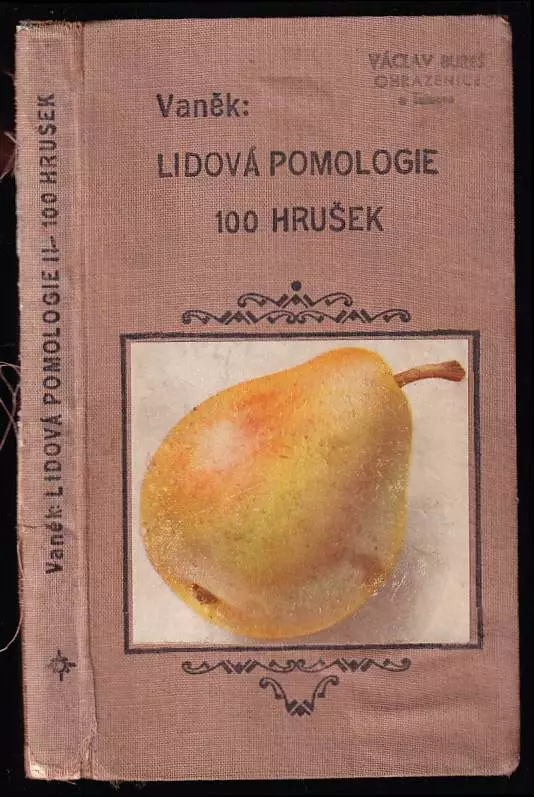 Vaněk: LIDOVÁ POMOLOGIE II.- 100 HRUŠEK
VÁCLAV BUREŠ
OHRAZENICE
Vaněk:
LIDOVÁ POMOLOGIE
100 HRUŠEK